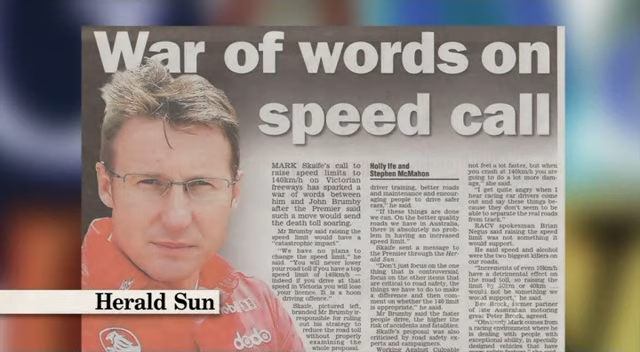 War of words on
speed call
MARK Skaife's call to
raise speed limits to
140km/h on Victorian
freeways has sparked a
war of words between
him and John Brumby
after the Premier said
such a move would send
the death toll soaring.
Mr Brumby said raising the
speed limit would have a
"catastrophic impact".
"We have no plans to
change the speed limit," he
said. "You will never lower
your road toll if you have a top
speed limit of 140km/h —
indeed if you drive at that
speed in Victoria you will lose
your licence. It is a
driving offence."
Skaife, pictured left,
branded Mr Brumby
responsible for ruling
out his strategy to
reduce the road toll
without properly
examining the
whole proposal.
Holly Ife and
Stephen McMahon
driver training, better roads
and maintenance and encour-
aging people to drive safer
cars," he said.
"If these things are done
we can. On the better quality
roads we have in Australia,
there is absolutely no prob-
lem in having an increased
speed limit."
Skaife sent a message
to the Premier through the Her-
ald Sun.
"Don't just focus on the one
thing that is controversial,
focus on the other items that
are critical to road safety, the
things we have to do to make
a difference and then com-
ment on whether the 140 limit
is appropriate," he said.
Mr Brumby said the faster
people drive, the higher the
risk of accidents and fatalities.
Skaife's proposal was also
criticised by road safety ex-
perts and campaigners.
Working Against Culpable
not feel a lot faster, but when
you crash at 140km/h you are
going to do a lot more dam-
age," she said.
"I get quite angry when I
hear racing car drivers come
out and say these things be-
cause they don't seem to be
able to separate the real roads
from track."
RACV spokesman Brian
Negus said raising the speed
limit was not something it
would support.
He said speed and alcohol
were the two biggest killers on
our roads.
"Increments of even 10km/h
have a detrimental effect on
the road toll, so raising the
limit by or 40km
would not be something we
would support," he said.
Bev Brock, former partner
of late Australian motoring
great Peter Brock, agreed.
comes from a
racing environment where he
is dealing with people with
exceptional ability, in specially
designed vehicles that have
dodo
Herald Sun